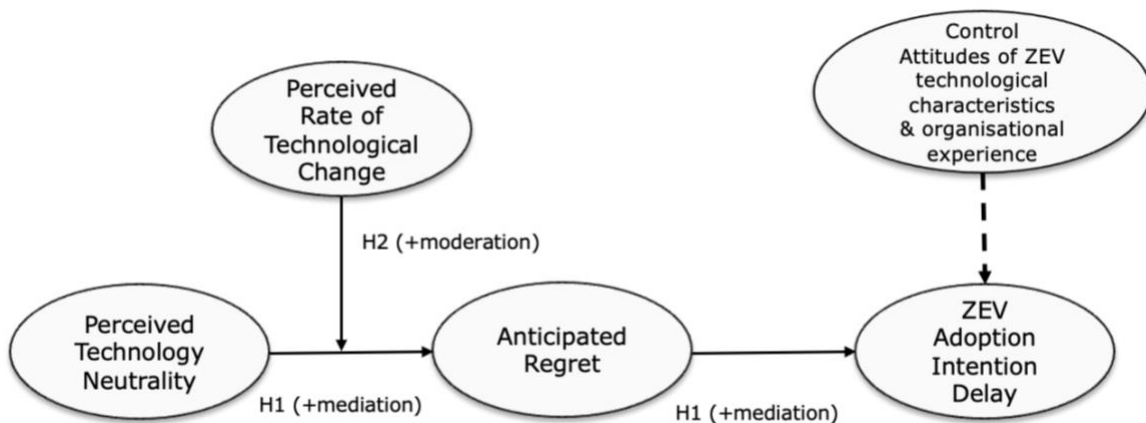 Control
Attitudes of ZEV
technological
characteristics
& organisational
experience
Perceived
Rate of
Technological
Change
H2 (+moderation)
Perceived
Technology
Neutrality
H1 (+mediation)
Anticipated
Regret
H1 (+mediation)
ZEV
Adoption
Intention
Delay